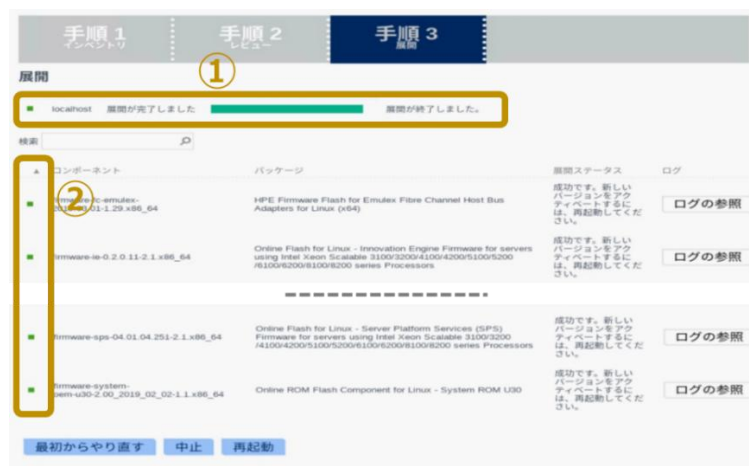 手順 1
インベントリ
手順 2
レビュー
手順 3
展開
①
展開
localhost 展開が完了しました 展開が終了しました。
検索
②
コンポーネント パッケージ 展開ステータス ログ
HPE Firmware Flash for Emulex Fibre Channel Host Bus
Adapters for Linux (x64)
成功です。新しい
バージョンをアク
ティベートするに
は、再起動してくだ
さい。
ログの参照
firmware-ie-0.2.0.11-2.1.x86_64
Online Flash for Linux - Innovation Engine Firmware for servers
using Intel Xeon Scalable 3100/3200/4100/4200/5100/5200
/6100/6200/8100/8200 series Processors
成功です。新しい
バージョンをアク
ティベートするに
は、再起動してくだ
さい。
ログの参照
firmware-sps-04.01.04.251-2.1.x86_64
Online Flash for Linux - Server Platform Services (SPS)
Firmware for servers using Intel Xeon Scalable 3100/3200
/4100/4200/5100/5200/6100/6200/8100/8200 series Processors
成功です。新しい
バージョンをアク
ティベートするに
は、再起動してくだ
さい。
ログの参照
firmware-system-
Online ROM Flash Component for Linux - System ROM U30
成功です。新しい
バージョンをアク
ティベートするに
は、再起動してくだ
さい。
ログの参照
最初からやり直す 中止 再起動